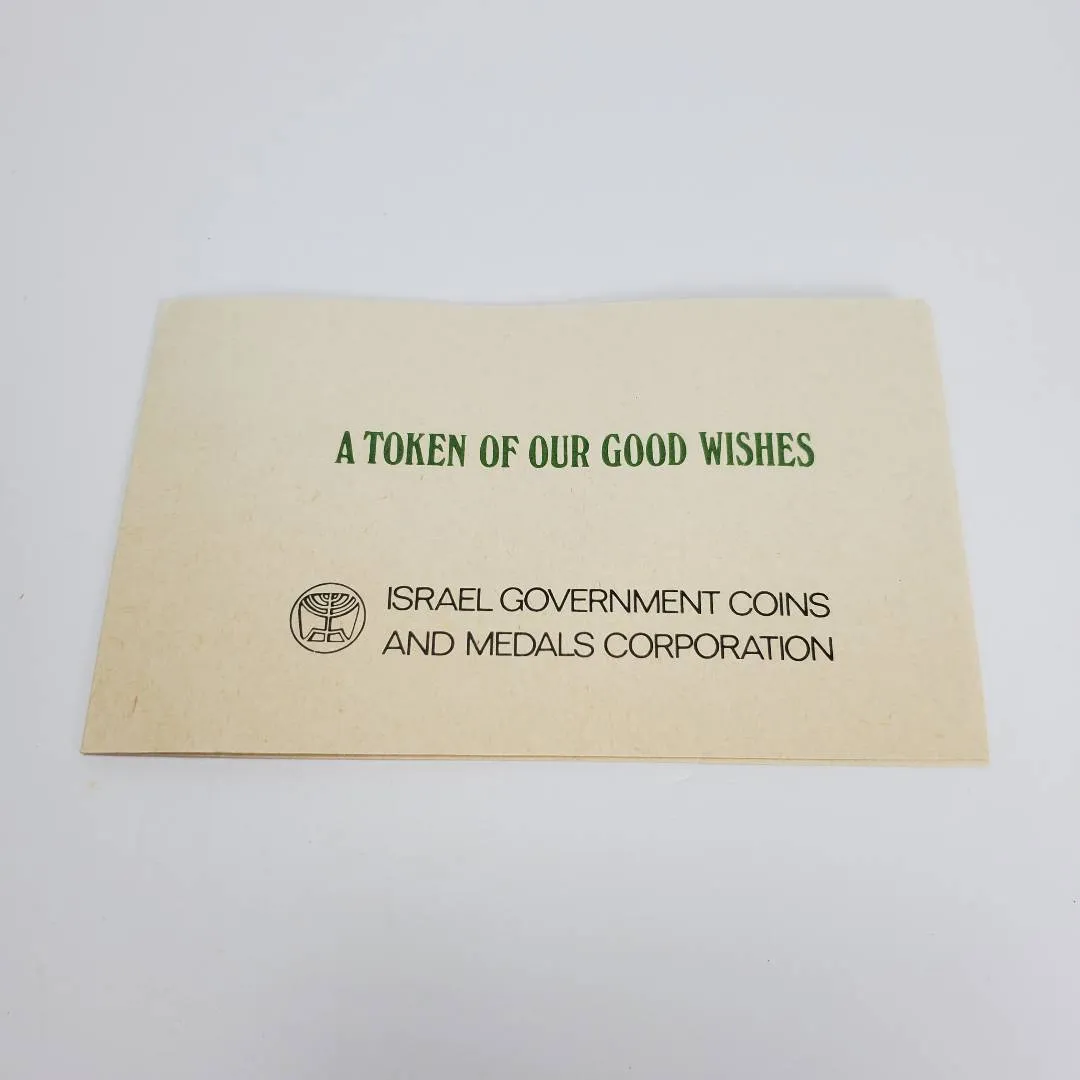 A TOKEN OF OUR GOOD WISHES
ISRAEL GOVERNMENT COINS
AND MEDALS CORPORATION